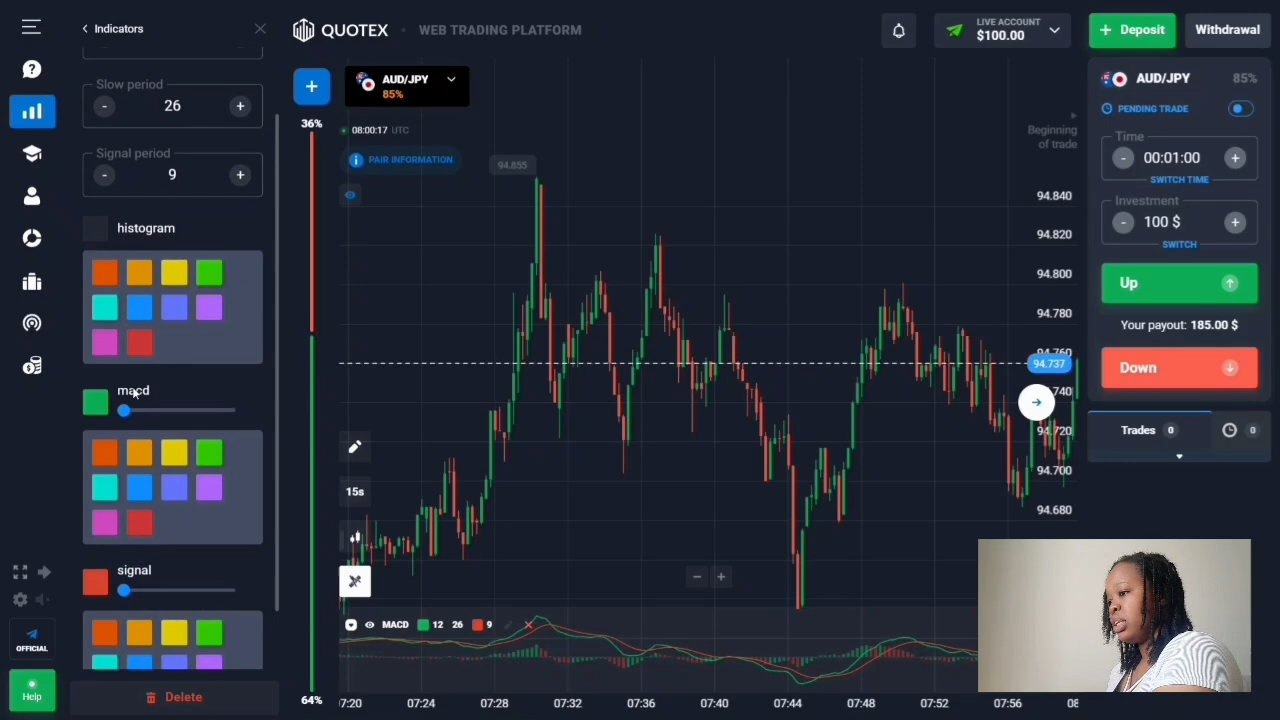 Indicators
Slow period
- 26 +
Signal period
- 9 +
histogram
macd
signal
Delete
OFFICIAL
Help
QUOTEX • WEB TRADING PLATFORM
LIVE ACCOUNT
$100.00
+ Deposit
Withdrawal
+
AUD/JPY
85%
36%
08:00:17 UTC
PAIR INFORMATION
94.855
Beginning
of trade
94.840
94.820
94.800
94.780
94.760
94.737
94.720
94.700
94.680
15s
- +
MACD 12 26 9
64%
07:24
07:28
07:32
07:36
07:40
07:44
07:48
07:52
07:56
AUD/JPY 85%
PENDING TRADE
Time
- 00:01:00 +
SWITCH TIME
Investment
- 100 $ +
SWITCH
Up
Your payout: 185.00 $
Down
Trades 0
0